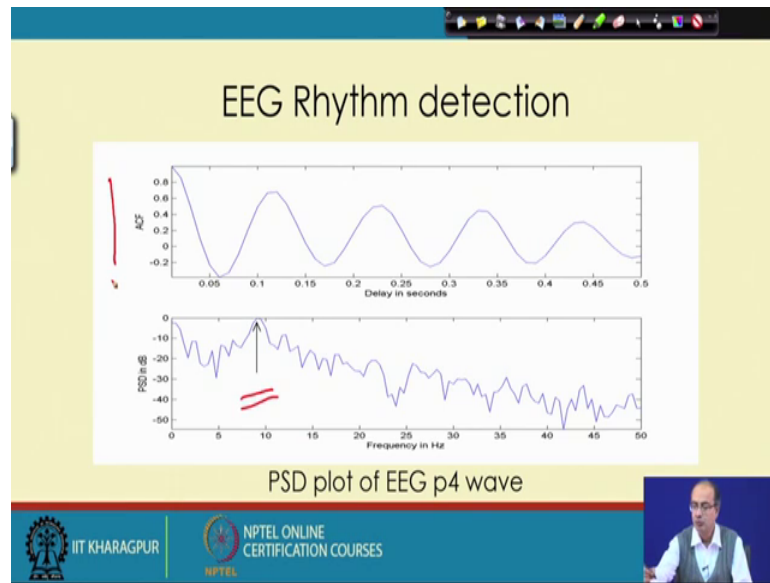 EEG Rhythm detection
0.8
0.6
0.4
0.2
0
-0.2
ACF
0.05 0.1 0.15 0.2 0.25 0.3 0.35 0.4 0.45 0.5
Delay in seconds
0
-10
-20
-30
-40
-50
PSD in dB
0 5 10 15 20 25 30 35 40 45 50
Frequency in Hz
PSD plot of EEG p4 wave
IIT KHARAGPUR
NPTEL
NPTEL ONLINE
CERTIFICATION COURSES